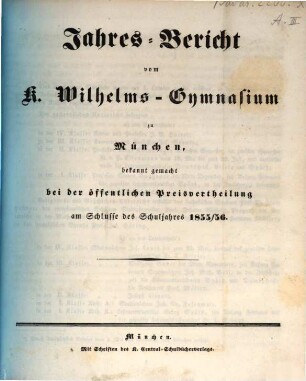 A. II
Jahres-Bericht
vom
K. Wilhelms-Gymnasium
zu
München,
bekannt gemacht
bei der öffentlichen Preisvertheilung
am Schlusse des Schuljahres 1855/56.
München.
Mit Schriften des K. Central-Schulbücherverlags.